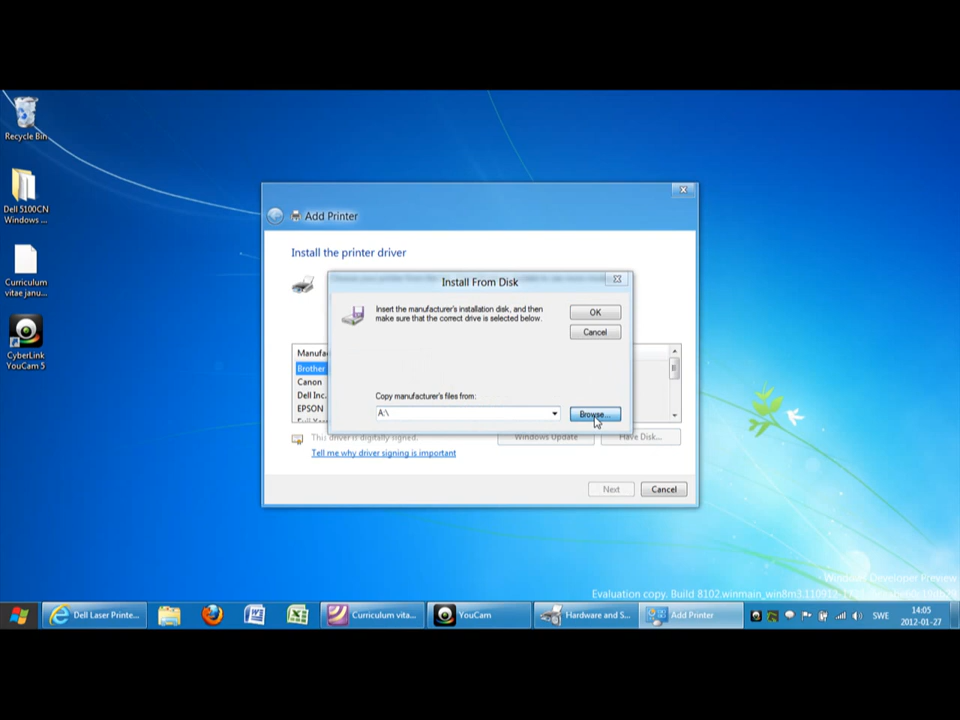 Recycle Bin
Dell 5100CN
Windows ...
Curriculum
vitae janu...
CyberLink
YouCam 5
Add Printer
Install the printer driver
Install From Disk
Insert the manufacturer's installation disk, and then
make sure that the correct drive is selected below.
OK
Cancel
Manufa
Brother
Canon
Dell Inc.
EPSON
Copy manufacturer's files from:
A:\
Browse...
This driver is digitally signed.
Windows Update
Have Disk...
Tell me why driver signing is important
Next
Cancel
Windows Developer Preview
Evaluation copy. Build 8102.winmain_win8m3.110912-
Dell Laser Printe...
Curriculum vita...
YouCam
Hardware and S...
Add Printer
SWE
14:05
2012-01-27